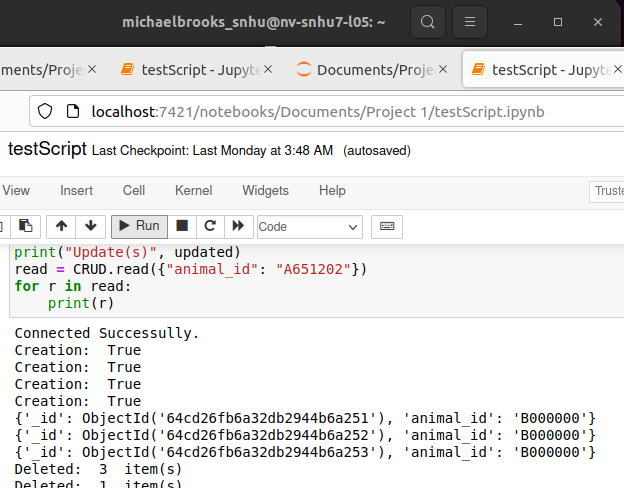 michaelbrooks_snhu@nv-snhu7-l05: ~
ments/Proje
testScript - Jupyte
Documents/Proje
testScript - Jupyte
localhost:7421/notebooks/Documents/Project 1/testScript.ipynb
testScript Last Checkpoint: Last Monday at 3:48 AM (autosaved)
View Insert Cell Kernel Widgets Help
Truste
Run
Code
print("Update(s)", updated)
read = CRUD.read({"animal_id": "A651202"})
for r in read:
    print(r)
Connected Successully.
Creation:  True
Creation:  True
Creation:  True
Creation:  True
{'_id': ObjectId('64cd26fb6a32db2944b6a251'), 'animal_id': 'B000000'}
{'_id': ObjectId('64cd26fb6a32db2944b6a252'), 'animal_id': 'B000000'}
{'_id': ObjectId('64cd26fb6a32db2944b6a253'), 'animal_id': 'B000000'}
Deleted:  3  item(s)
Deleted:  1  item(s)